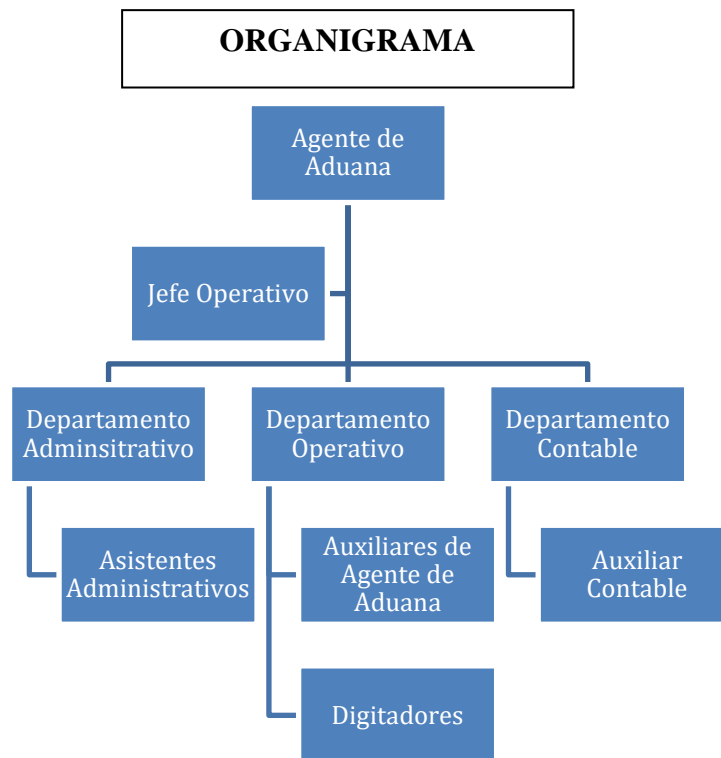 ORGANIGRAMA
Agente de
Aduana
Jefe Operativo
Departamento
Adminsitrativo
Departamento
Operativo
Departamento
Contable
Asistentes
Administrativos
Auxiliares de
Agente de
Aduana
Auxiliar
Contable
Digitadores